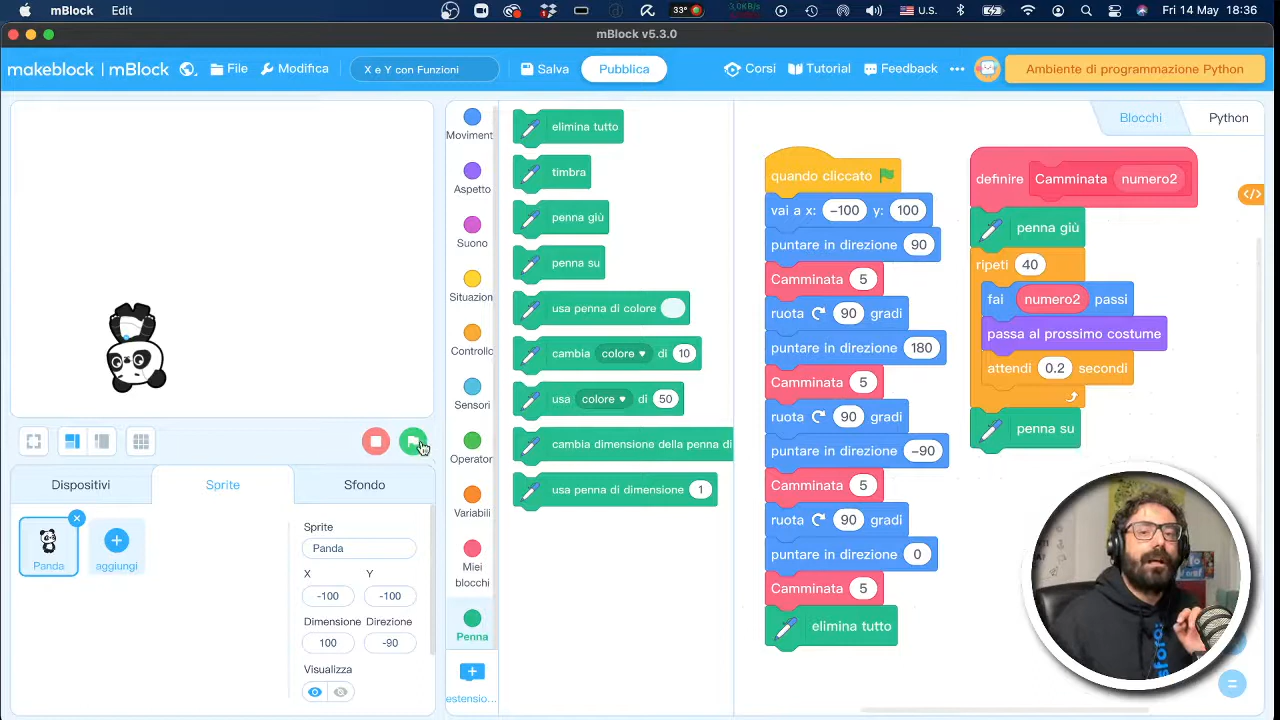 mBlock Edit
33° 3,0KB/s U.S. Fri 14 May 18:36
mBlock v5.3.0
makeblock | mBlock File Modifica X e Y con Funzioni Salva Pubblica Corsi Tutorial Feedback Ambiente di programmazione Python
Blocchi Python
Moviment
Aspetto
Suono
Situazion
Controllo
Sensori
Operator
Variabili
Miei
blocchi
Penna
estensio...
elimina tutto
timbra
penna giù
penna su
usa penna di colore
cambia colore di 10
usa colore di 50
cambia dimensione della penna di
usa penna di dimensione 1
quando cliccato
vai a x: -100 y: 100
puntare in direzione 90
Camminata 5
ruota 90 gradi
puntare in direzione 180
Camminata 5
ruota 90 gradi
puntare in direzione -90
Camminata 5
ruota 90 gradi
puntare in direzione 0
Camminata 5
elimina tutto
definire Camminata numero2
penna giù
ripeti 40
fai numero2 passi
passa al prossimo costume
attendi 0.2 secondi
penna su
Dispositivi Sprite Sfondo
Panda
aggiungi
Sprite
Panda
X Y
-100 -100
Dimensione Direzione
100 -90
Visualizza